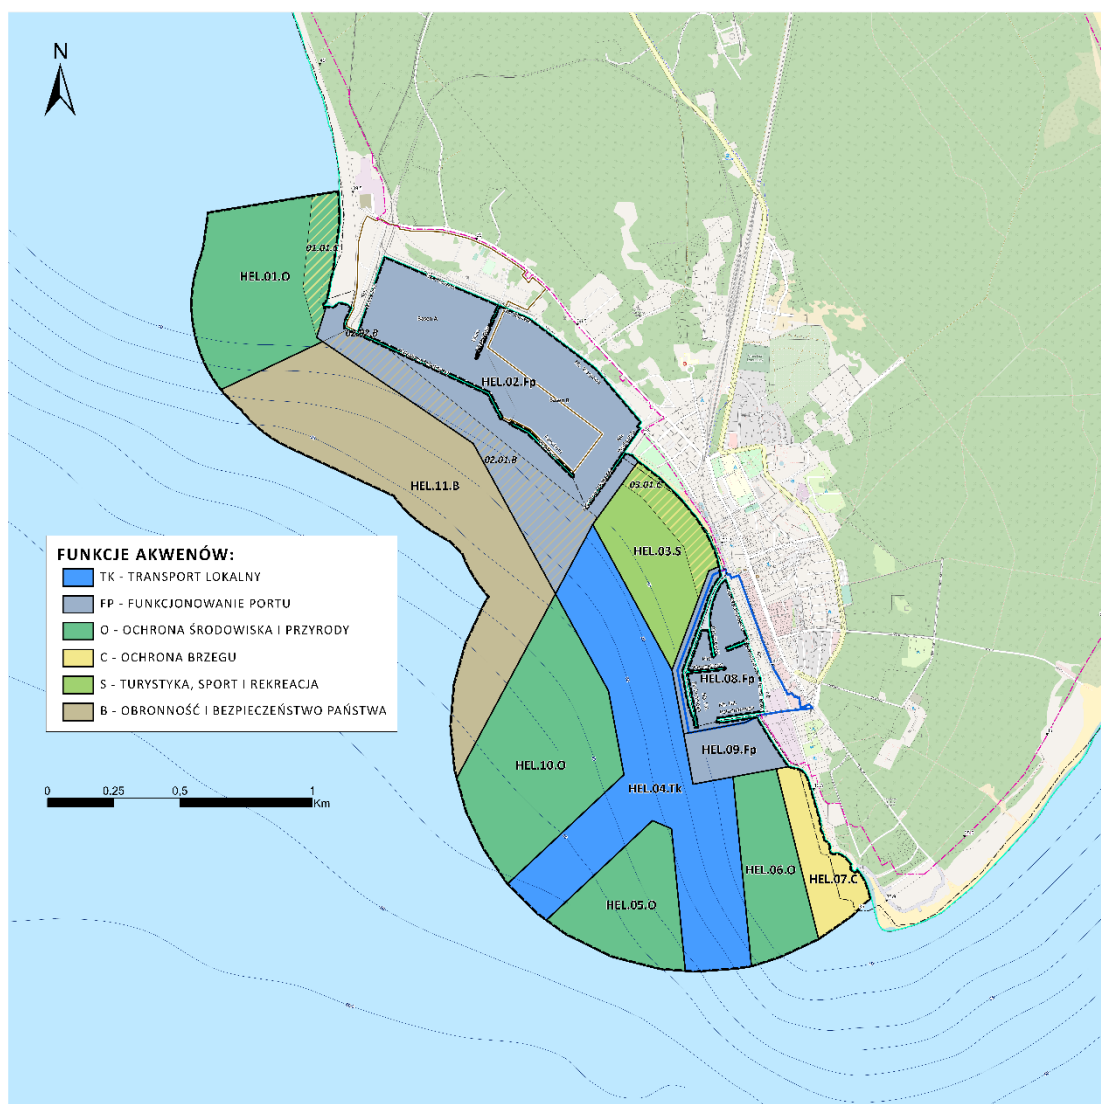 N
01.01.C
HEL.01.O
Basen A
02.02.B
HEL.02.Fp
02.01.B
HEL.11.B
03.01.C
HEL.03.S
FUNKCJE AKWENÓW:
TK - TRANSPORT LOKALNY
FP - FUNKCJONOWANIE PORTU
O - OCHRONA ŚRODOWISKA I PRZYRODY
C - OCHRONA BRZEGU
S - TURYSTYKA, SPORT I REKREACJA
B - OBRONNOŚĆ I BEZPIECZEŃSTWO PAŃSTWA
HEL.08.Fp
HEL.09.Fp
HEL.10.O
HEL.04.Tk
0 0,25 0,5 1
Km
HEL.06.O
HEL.07.C
HEL.05.O